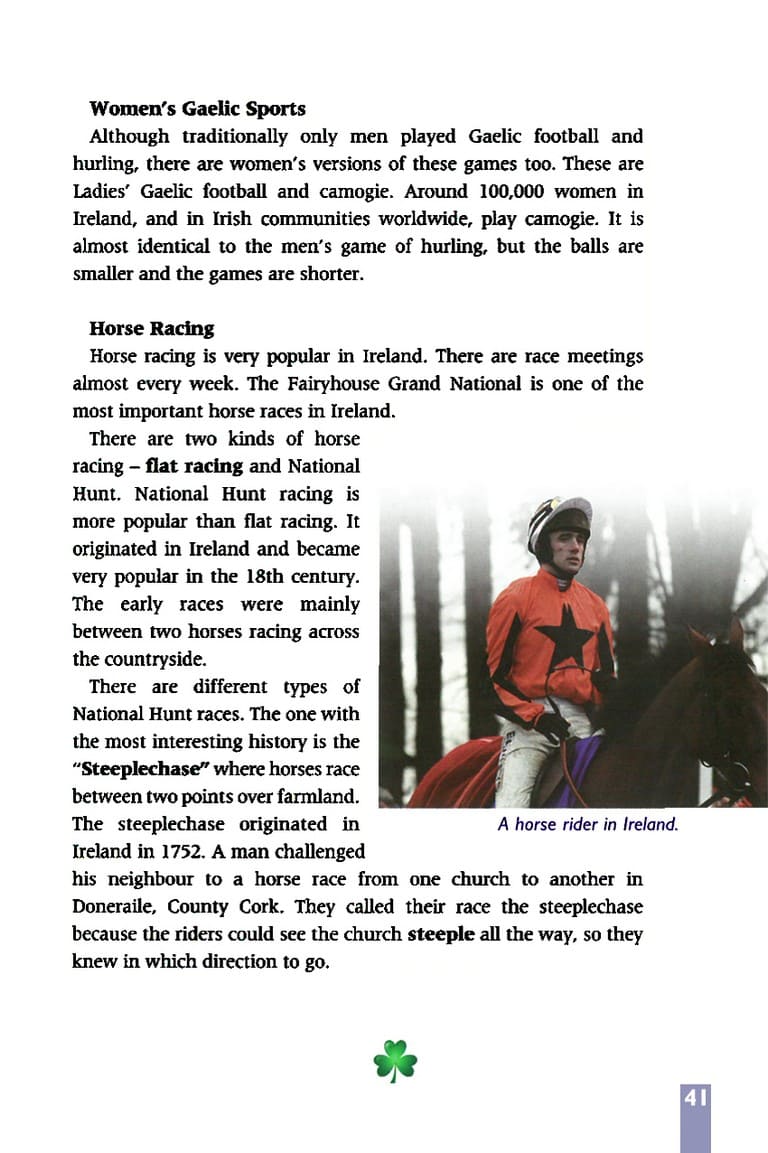 Women's Gaelic Sports
Although traditionally only men played Gaelic football and
hurling, there are women's versions of these games too. These are
Ladies' Gaelic football and camogie. Around 100,000 women in
Ireland, and in Irish communities worldwide, play camogie. It is
almost identical to the men's game of hurling, but the balls are
smaller and the games are shorter.
Horse Racing
Horse racing is very popular in Ireland. There are race meetings
almost every week. The Fairyhouse Grand National is one of the
most important horse races in Ireland.
There are two kinds of horse
racing – flat racing and National
Hunt. National Hunt racing is
more popular than flat racing. It
originated in Ireland and became
very popular in the 18th century.
The early races were mainly
between two horses racing across
the countryside.
There are different types of
National Hunt races. The one with
the most interesting history is the
“Steeplechase” where horses race
between two points over farmland.
The steeplechase originated in
Ireland in 1752. A man challenged
his neighbour to a horse race from one church to another in
Doneraile, County Cork. They called their race the steeplechase
because the riders could see the church steeple all the way, so they
knew in which direction to go.
A horse rider in Ireland.
41